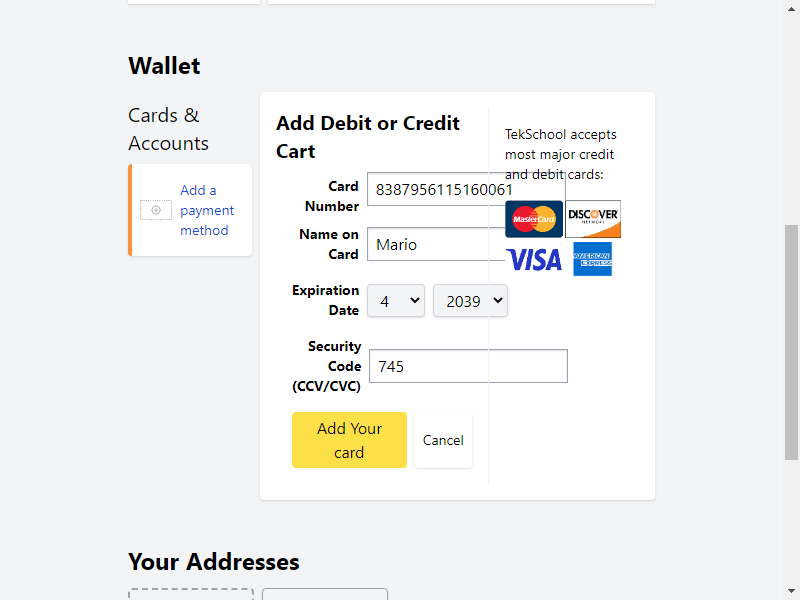 Wallet
Cards &
Accounts
Add a
payment
method
Add Debit or Credit
Cart
Card
Number
8387956115160061
Name on
Card
Mario
Expiration
Date
4
2039
Security
Code
(CCV/CVC)
745
Add Your
card
Cancel
TekSchool accepts
most major credit
and debit cards:
MasterCard
DISCOVER
NETWORK
VISA
AMERICAN
EXPRESS
Your Addresses